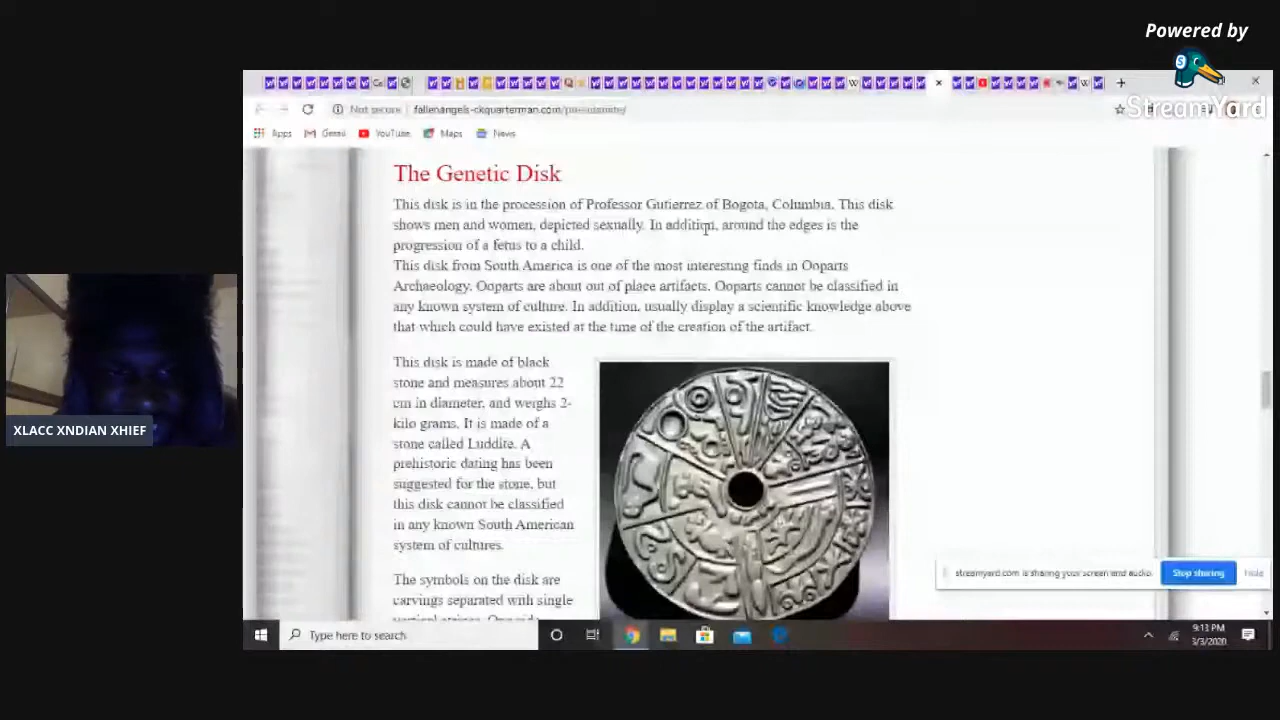 Powered by
StreamYard
Not secure fallenangels-ckquarterman.com/
Apps Gmail YouTube Maps News
The Genetic Disk
This disk is in the procession of Professor Gutierrez of Bogota, Columbia. This disk
shows men and women, depicted sexually. In addition, around the edges is the
progression of a fetus to a child.
This disk from South America is one of the most interesting finds in Ooparts
Archaeology. Ooparts are about out of place artifacts. Ooparts cannot be classified in
any known system of culture. In addition, usually display a scientific knowledge above
that which could have existed at the time of the creation of the artifact.
This disk is made of black
stone and measures about 22
cm in diameter, and weighs 2-
kilo grams. It is made of a
stone called Luddite. A
prehistoric dating has been
suggested for the stone, but
this disk cannot be classified
in any known South American
system of cultures.
The symbols on the disk are
carvings separated with single
XLACC XNDIAN XHIEF
streamyard.com is sharing your screen and audio. Stop sharing Hide
Type here to search
9:13 PM
3/3/2020